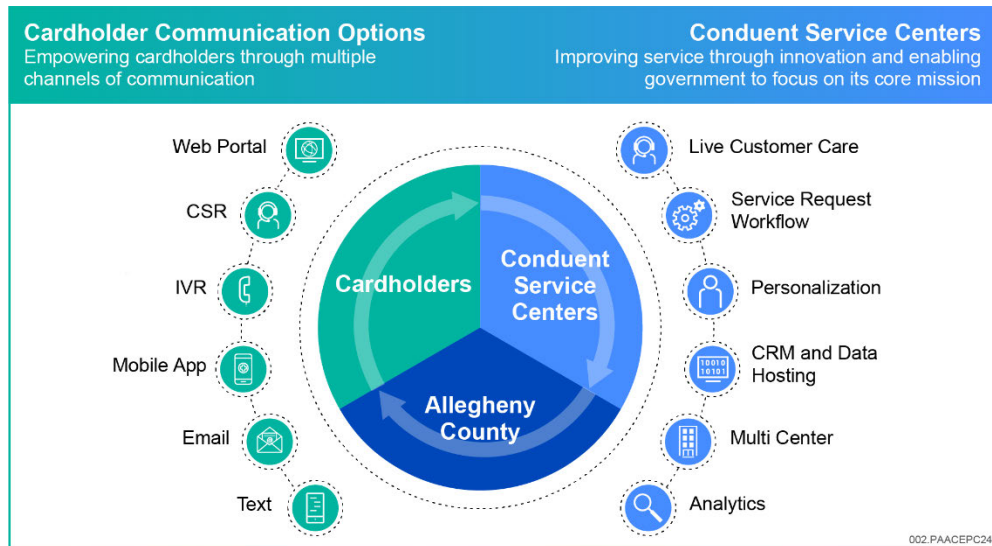 Cardholder Communication Options
Empowering cardholders through multiple
channels of communication
Conduent Service Centers
Improving service through innovation and enabling
government to focus on its core mission
Web Portal
CSR
IVR
Mobile App
Email
Text
Cardholders
Conduent
Service
Centers
Allegheny
County
Live Customer Care
Service Request
Workflow
Personalization
10010
10101
CRM and Data
Hosting
Multi Center
Analytics
002.PAACEPC24